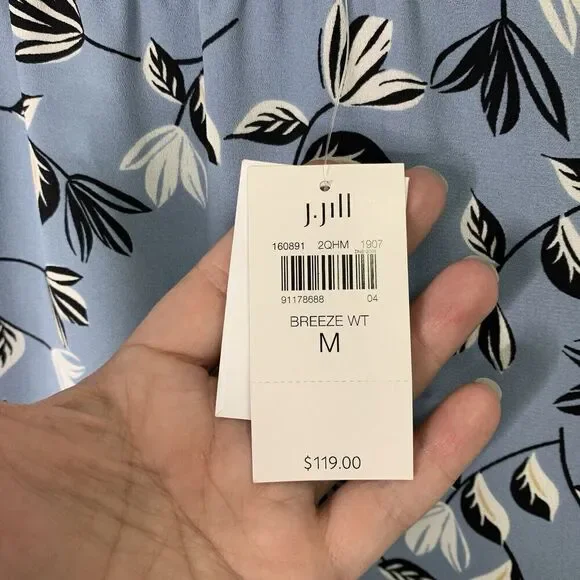 J.Jill
160891 2QHM 1907
91178688 04
BREEZE WT
M
$119.00